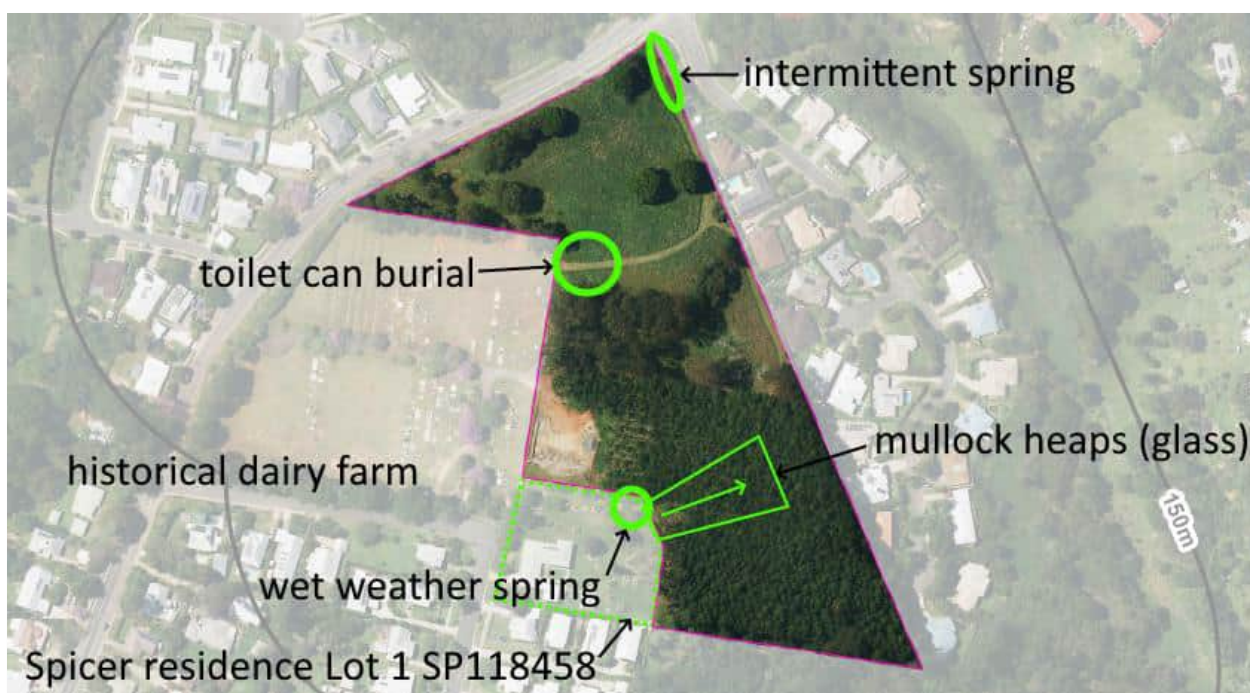 intermittent spring
toilet can burial
mullock heaps (glass)
historical dairy farm
150m
wet weather spring
Spicer residence Lot 1 SP118458